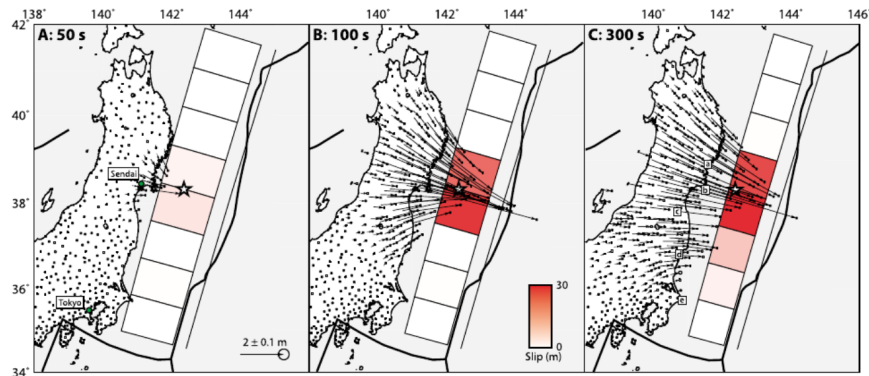 138˚ 140˚ 142˚ 144˚ 140˚ 142˚ 144˚ 140˚ 142˚ 144˚ 146˚
42˚
A: 50 s B: 100 s C: 300 s
40˚
Sendai
a
b
38˚
c
d
36˚
Tokyo
e
30
0
Slip (m)
2 ± 0.1 m
34˚